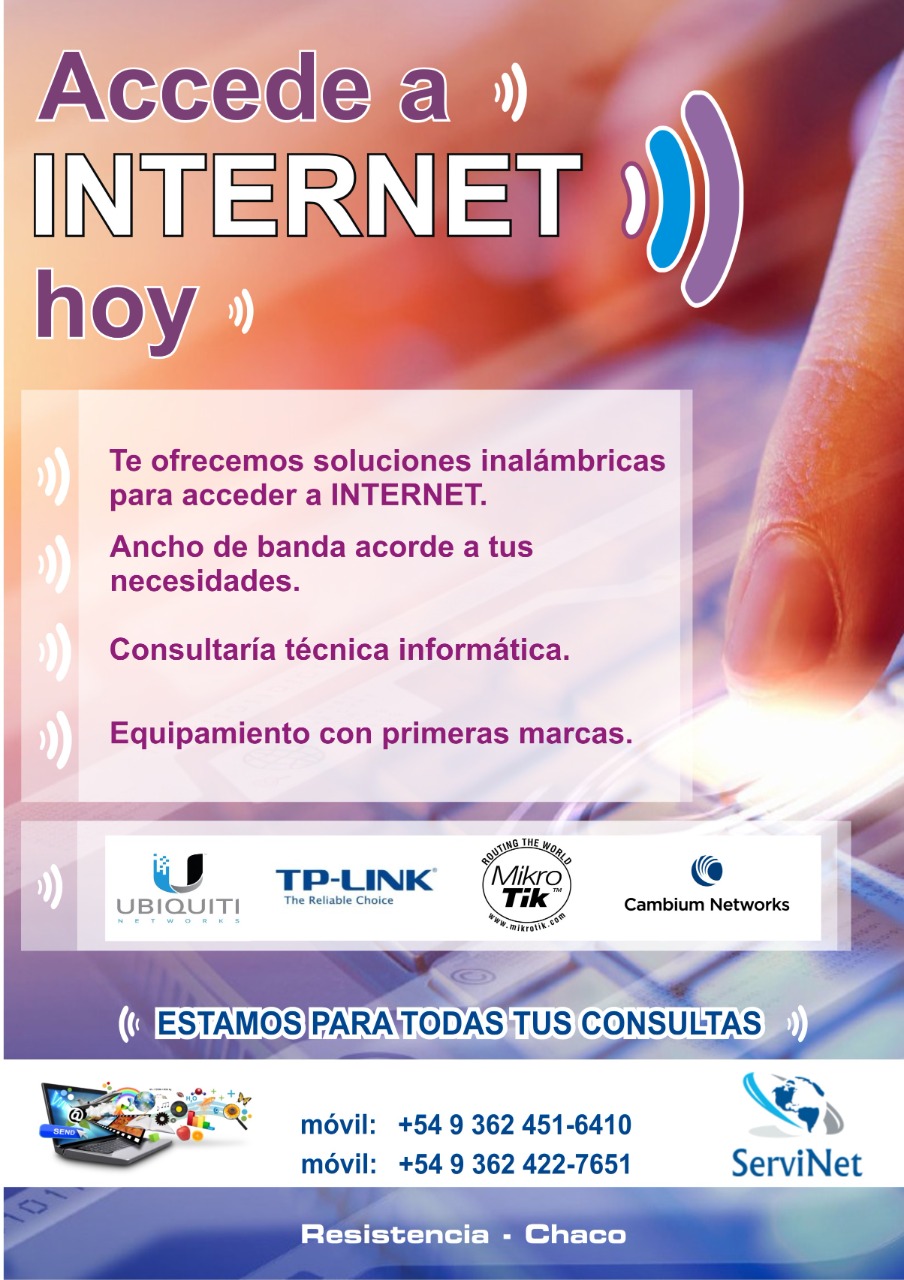 Accede a
INTERNET
hoy
Te ofrecemos soluciones inalámbricas
para acceder a INTERNET.
Ancho de banda acorde a tus
necesidades.
Consultaría técnica informática.
Equipamiento con primeras marcas.
UBIQUITI
NETWORKS
TP-LINK®
The Reliable Choice
ROUTING THE WORLD
Mikro
Tik™
www.mikrotik.com
Cambium Networks
ESTAMOS PARA TODAS TUS CONSULTAS
@
SEND
H₂O
móvil: +54 9 362 451-6410
móvil: +54 9 362 422-7651
ServiNet
Resistencia - Chaco